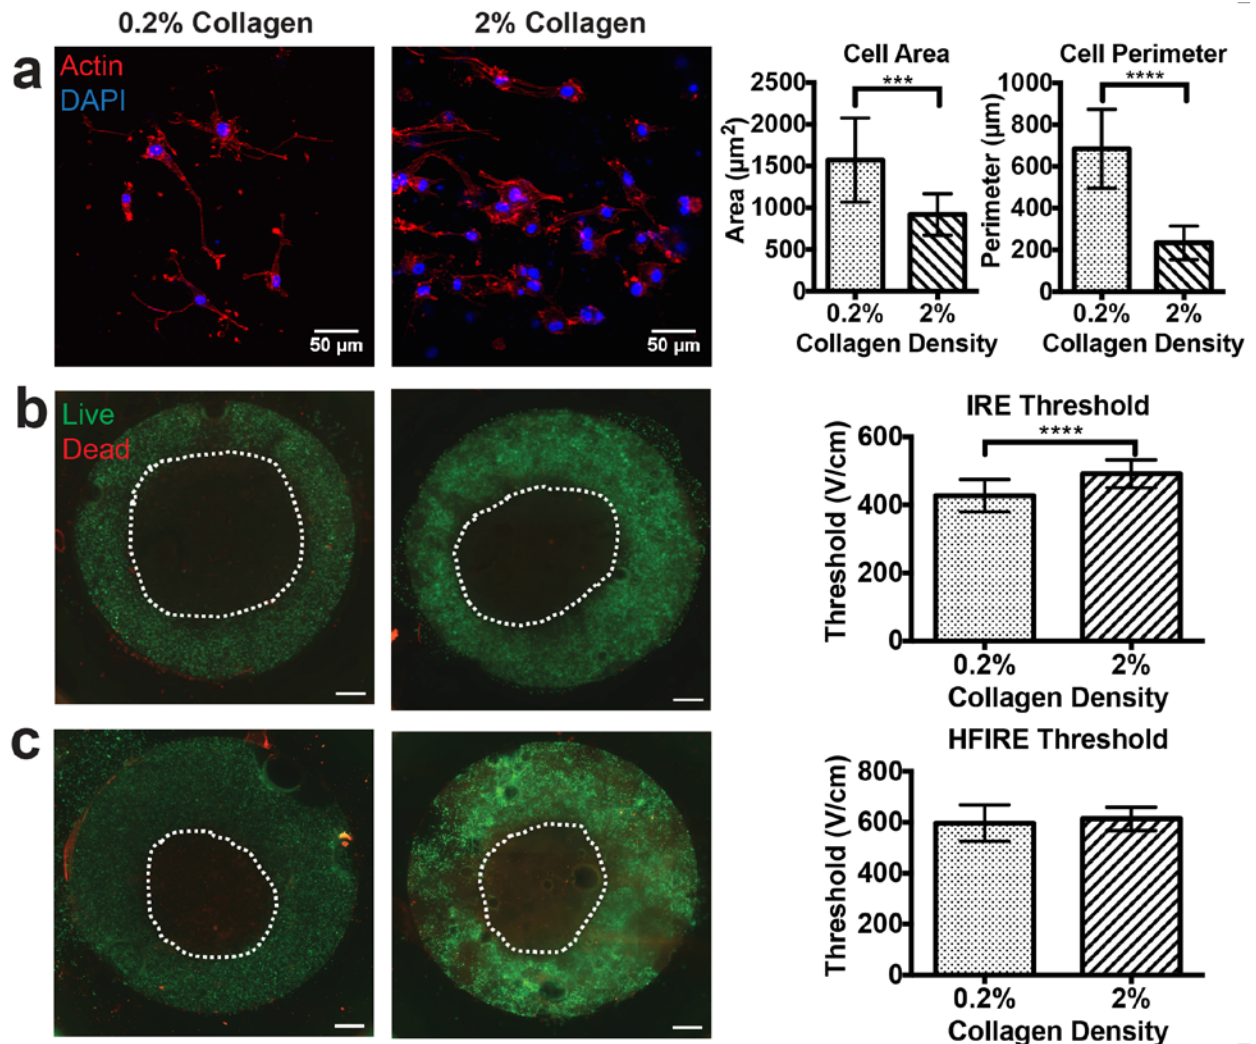 0.2% Collagen
2% Collagen
a
Actin
DAPI
50 µm
50 µm
Cell Area
***
2500
2000
1500
1000
500
0
Area (µm²)
0.2%
2%
Collagen Density
Cell Perimeter
****
1000
800
600
400
200
0
Perimeter (µm)
0.2%
2%
Collagen Density
b
Live
Dead
IRE Threshold
****
600
400
200
0
Threshold (V/cm)
0.2%
2%
Collagen Density
c
HFIRE Threshold
800
600
400
200
0
Threshold (V/cm)
0.2%
2%
Collagen Density